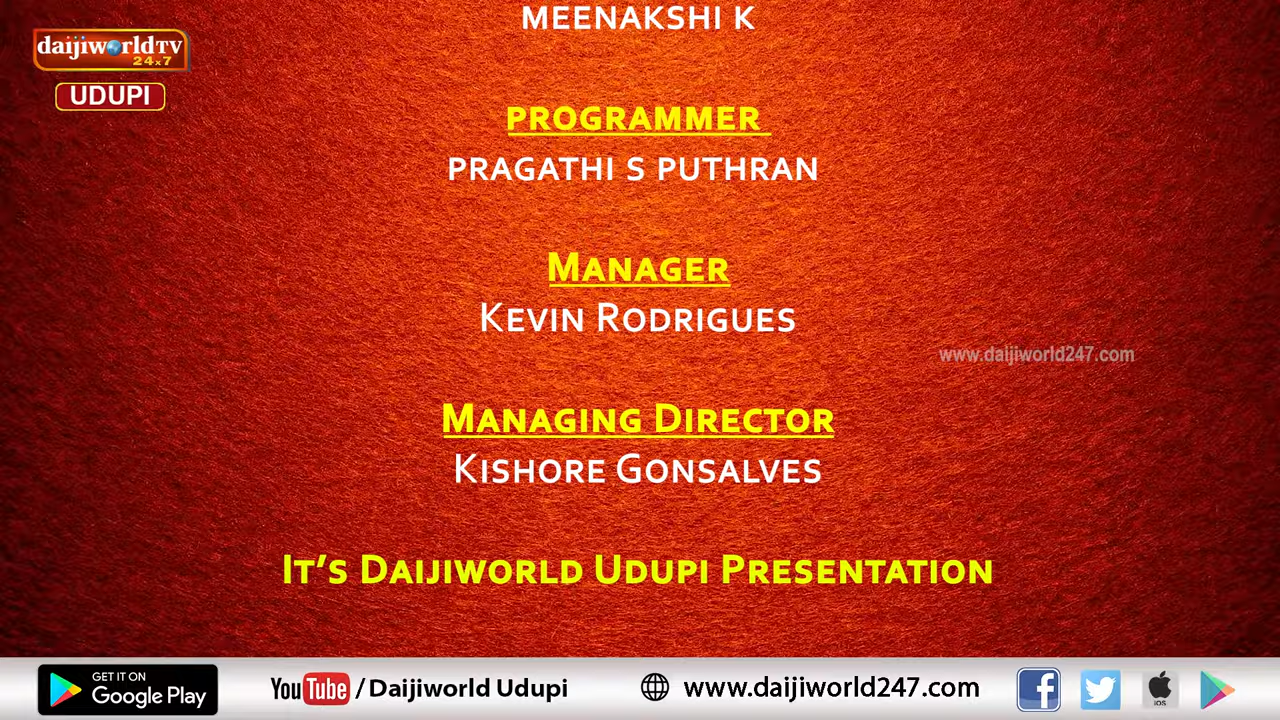 MEENAKSHI K
daijiworldTV
24x7
UDUPI
PROGRAMMER
PRAGATHI S PUTHRAN
MANAGER
KEVIN RODRIGUES
www.daijiworld247.com
MANAGING DIRECTOR
KISHORE GONSALVES
IT'S DAIJIWORLD UDUPI PRESENTATION
GET IT ON
Google Play
YouTube /Daijiworld Udupi
www.daijiworld247.com
f
iOS